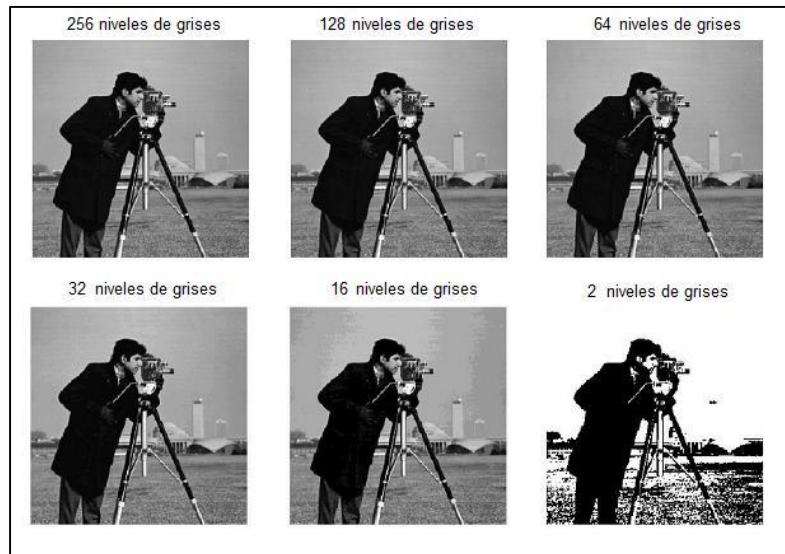 256 niveles de grises
128 niveles de grises
64 niveles de grises
32 niveles de grises
16 niveles de grises
2 niveles de grises